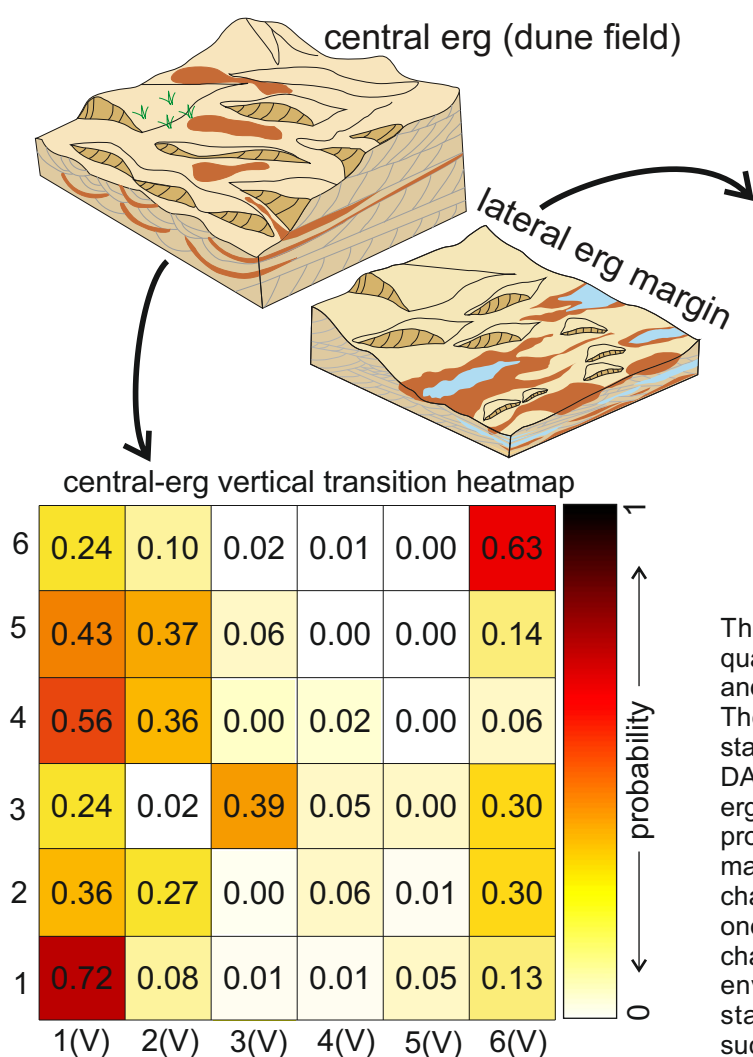 central erg (dune field)
lateral erg margin
central-erg vertical transition heatmap
6 0.24 0.10 0.02 0.01 0.00 0.63
5 0.43 0.37 0.06 0.00 0.00 0.14
4 0.56 0.36 0.00 0.02 0.00 0.06
3 0.24 0.02 0.39 0.05 0.00 0.30
2 0.36 0.27 0.00 0.06 0.01 0.30
1 0.72 0.08 0.01 0.01 0.05 0.13
1(V) 2(V) 3(V) 4(V) 5(V) 6(V)
1
probability
0